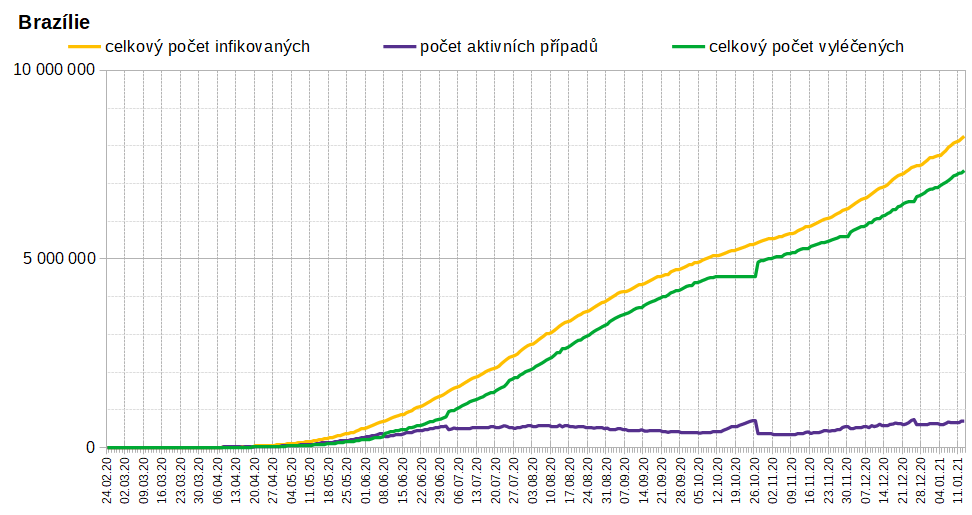 Brazílie
celkový počet infikovaných počet aktivních případů celkový počet vyléčených
10 000 000
5 000 000
0
24.02.20 02.03.20 09.03.20 16.03.20 23.03.20 30.03.20 06.04.20 13.04.20 20.04.20 27.04.20 04.05.20 11.05.20 18.05.20 25.05.20 01.06.20 08.06.20 15.06.20 22.06.20 29.06.20 06.7.20 13.07.20 20.07.20 27.07.20 03.08.20 10.08.20 17.08.20 24.08.20 31.08.20 07.09.20 14.09.20 21.09.20 28.09.20 05.10.20 12.10.20 19.10.20 26.10.20 02.11.20 09.11.20 16.11.20 23.11.20 30.11.20 07.12.20 14.12.20 21.12.20 28.12.20 04.01.21 11.01.21